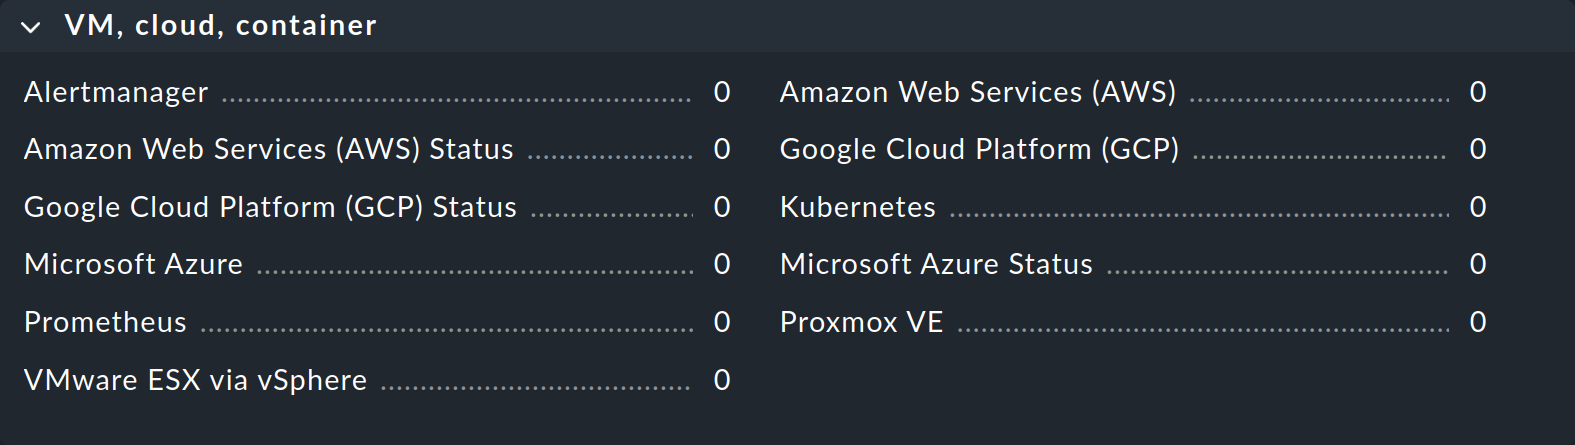 VM, cloud, container
Alertmanager 0 Amazon Web Services (AWS) 0
Amazon Web Services (AWS) Status 0 Google Cloud Platform (GCP) 0
Google Cloud Platform (GCP) Status 0 Kubernetes 0
Microsoft Azure 0 Microsoft Azure Status 0
Prometheus 0 Proxmox VE 0
VMware ESX via vSphere 0